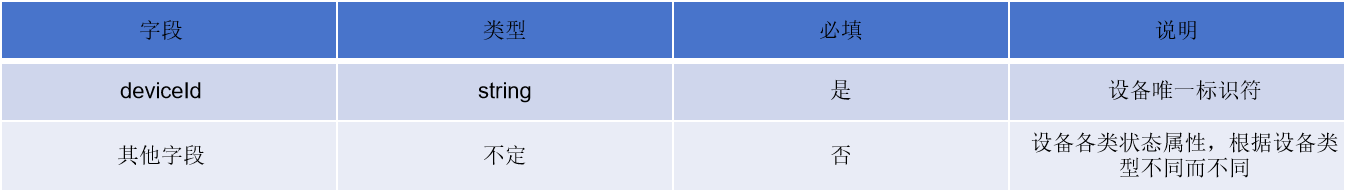 字段 类型 必填 说明
deviceId string 是 设备唯一标识符
其他字段 不定 否 设备各类状态属性，根据设备类
型不同而不同